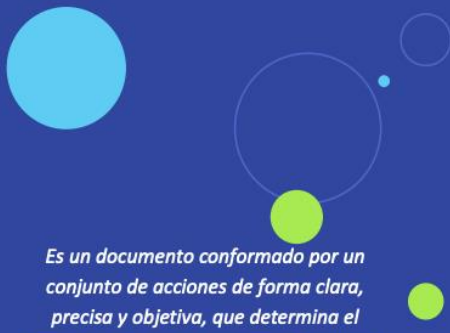 Es un documento conformado por un
conjunto de acciones de forma clara,
precisa y objetiva, que determina el